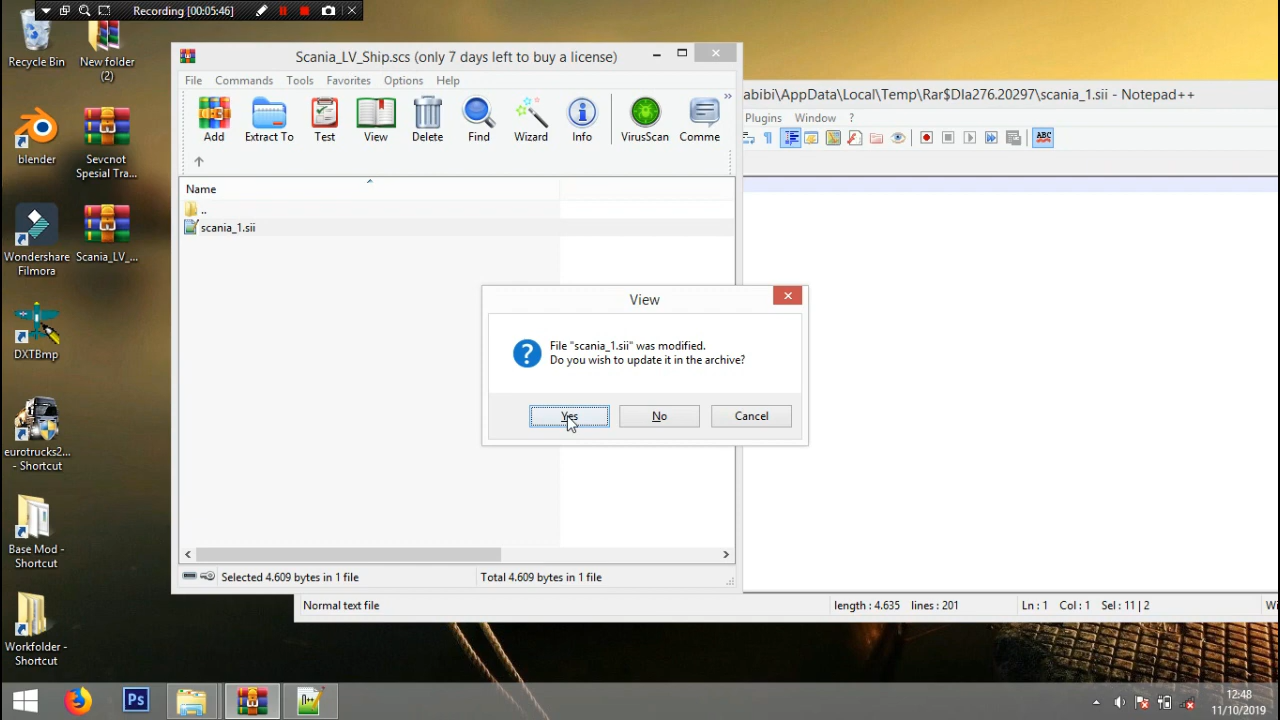 Recording [00:05:46]
Recycle Bin
New folder
(2)
blender
Sevcnot
Spesial Tra...
Wondershare
Filmora
Scania_LV_...
DXTBmp
eurotrucks2...
- Shortcut
Base Mod -
Shortcut
Workfolder -
Shortcut
Scania_LV_Ship.scs (only 7 days left to buy a license)
File Commands Tools Favorites Options Help
Add Extract To Test View Delete Find Wizard Info VirusScan Comme
Name
..
scania_1.sii
Selected 4.609 bytes in 1 file Total 4.609 bytes in 1 file
abibi\AppData\Local\Temp\Rar$DIa276.20297\scania_1.sii - Notepad++
Plugins Window ?
ABC
View
File "scania_1.sii" was modified.
Do you wish to update it in the archive?
Yes No Cancel
Normal text file length : 4.635 lines : 201 Ln : 1 Col : 1 Sel : 11 | 2 Wi
Ps
12:48
11/10/2019